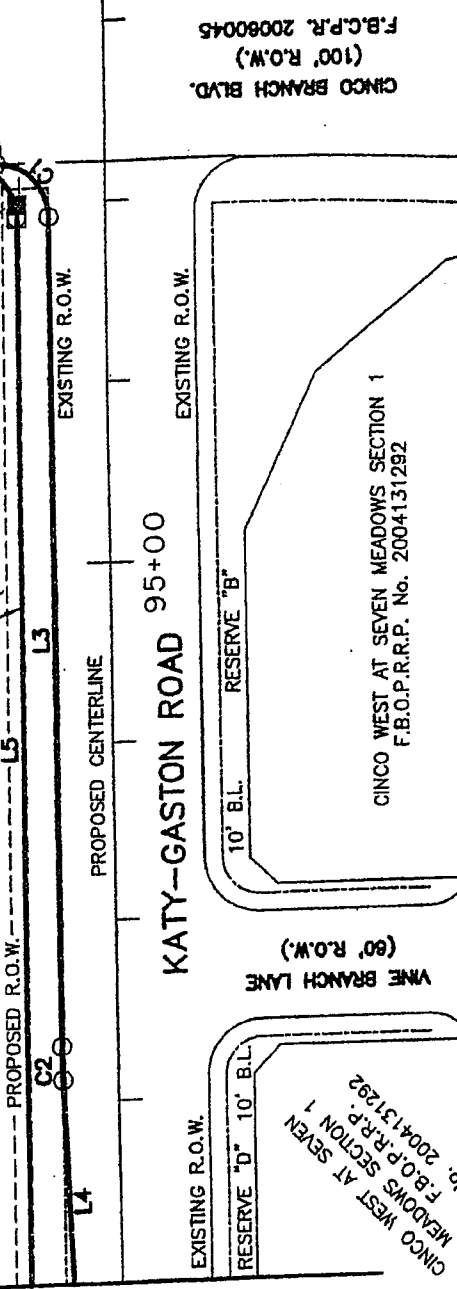 CINCO BRANCH BLVD.
(100' R.O.W.)
F.B.C.P.R. 20060045
EXISTING R.O.W.
EXISTING R.O.W.
L5
L3
PROPOSED CENTERLINE
KATY-GASTON ROAD 95+00
10' B.L.
RESERVE "B"
CINCO WEST AT SEVEN MEADOWS SECTION 1
F.B.O.P.R.R.P. No. 2004131292
PROPOSED R.O.W.
C2
L4
VINE BRANCH LANE
(60' R.O.W.)
EXISTING R.O.W.
RESERVE "D" 10' B.L.
CINCO WEST AT SEVEN
MEADOWS SECTION 1
F.B.O.P.R.R.P.
2004131292